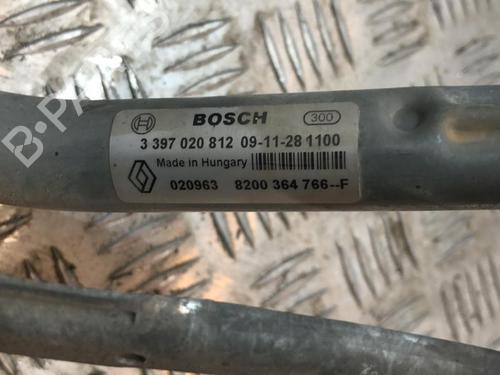 BOSCH 300
3 397 020 812 09-11-28 1100
Made in Hungary
020963 8200 364 766--F